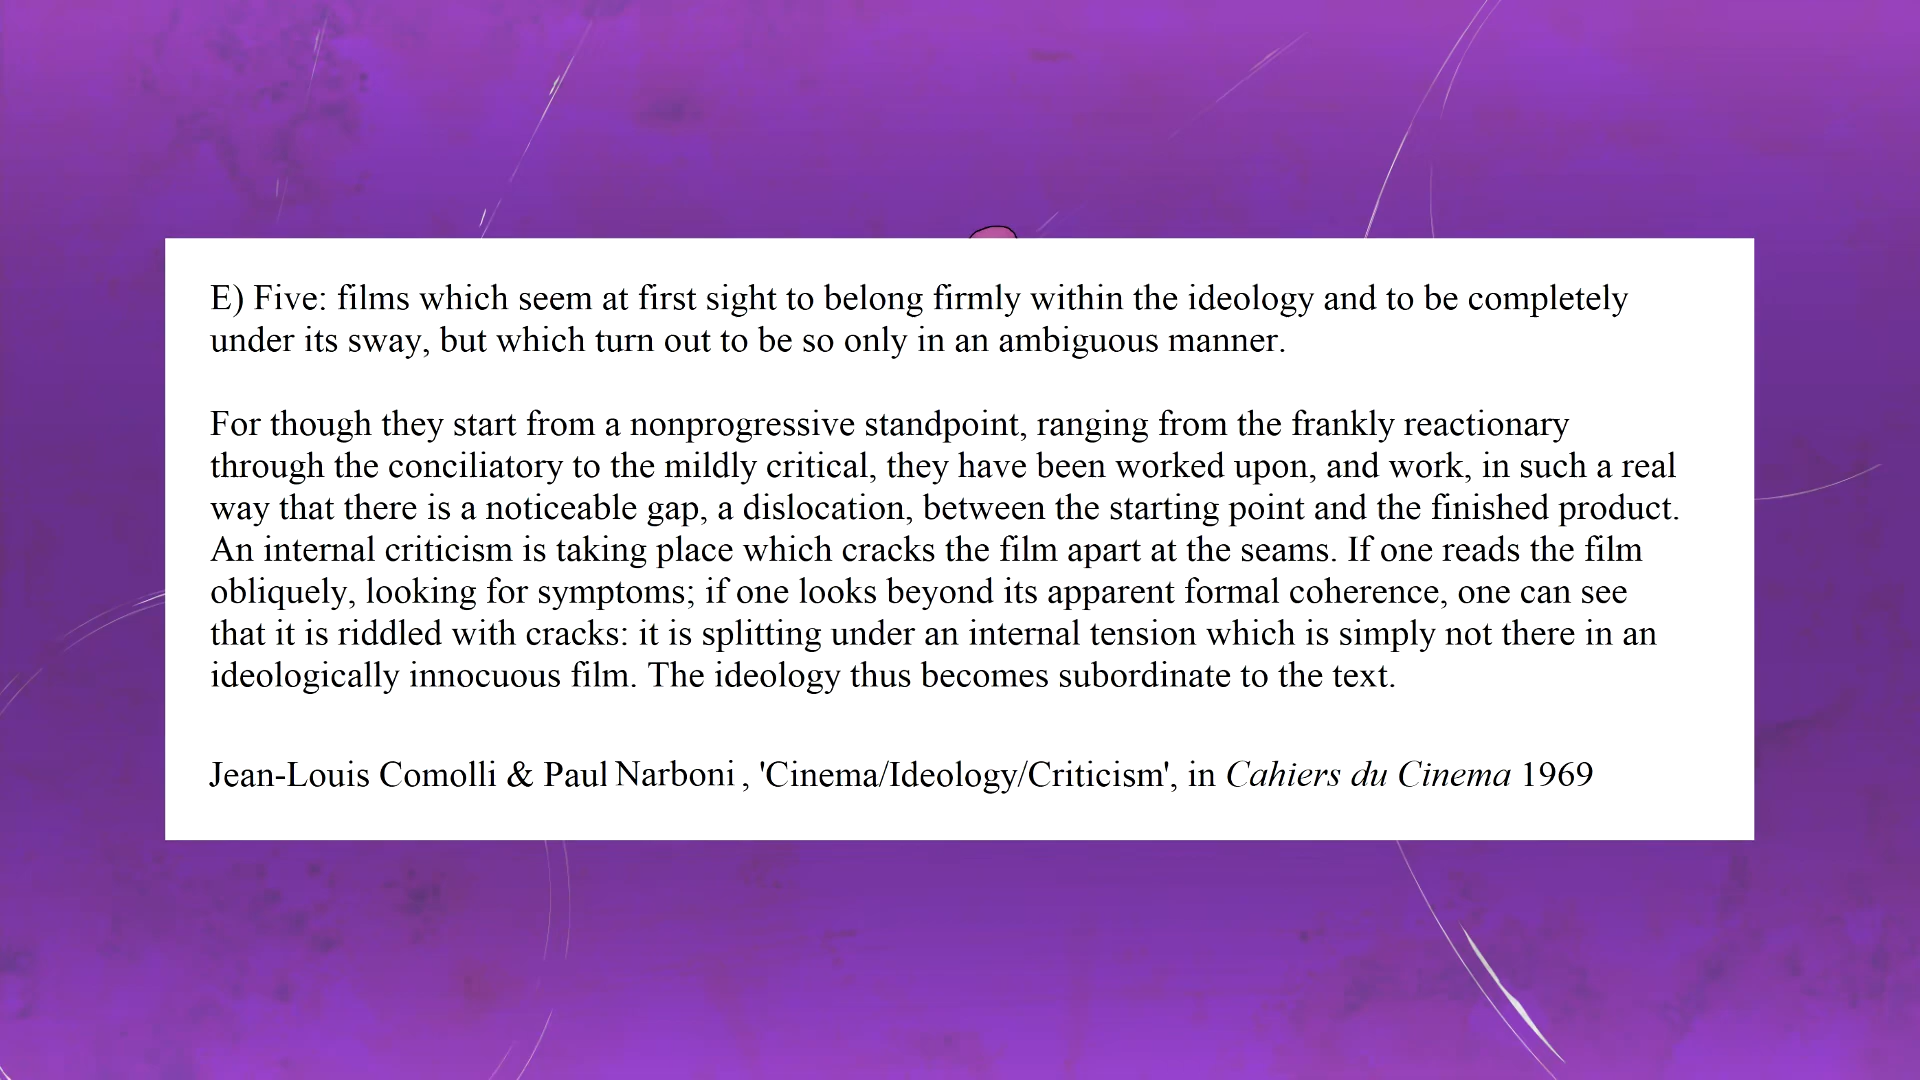 E) Five: films which seem at first sight to belong firmly within the ideology and to be completely
under its sway, but which turn out to be so only in an ambiguous manner.
For though they start from a nonprogressive standpoint, ranging from the frankly reactionary
through the conciliatory to the mildly critical, they have been worked upon, and work, in such a real
way that there is a noticeable gap, a dislocation, between the starting point and the finished product.
An internal criticism is taking place which cracks the film apart at the seams. If one reads the film
obliquely, looking for symptoms; if one looks beyond its apparent formal coherence, one can see
that it is riddled with cracks: it is splitting under an internal tension which is simply not there in an
ideologically innocuous film. The ideology thus becomes subordinate to the text.
Jean-Louis Comolli & Paul Narboni , 'Cinema/Ideology/Criticism', in Cahiers du Cinema 1969